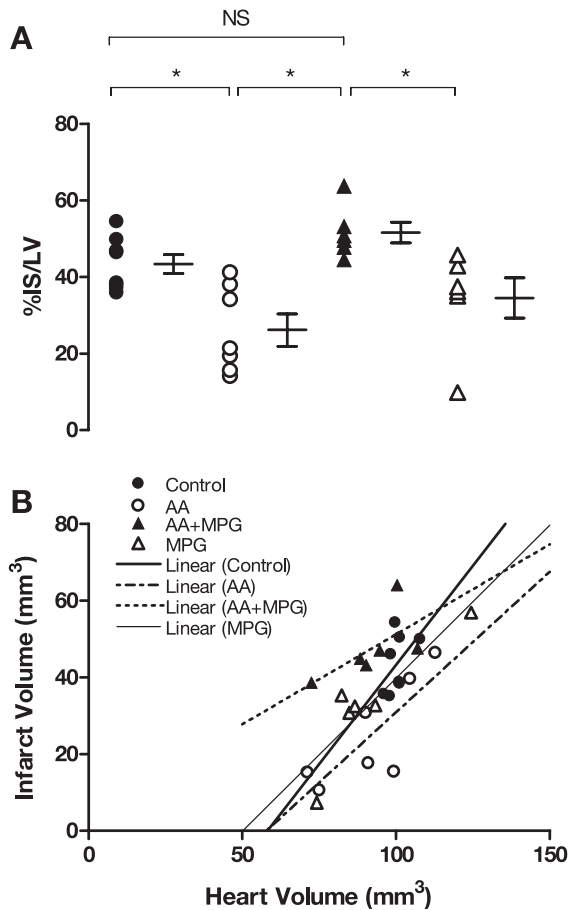 NS
A
* * *
80
60
40
20
0
%IS/LV
B
Control
AA
AA+MPG
MPG
Linear (Control)
Linear (AA)
Linear (AA+MPG)
Linear (MPG)
80
60
40
20
0
Infarct Volume (mm³)
0 50 100 150
Heart Volume (mm³)